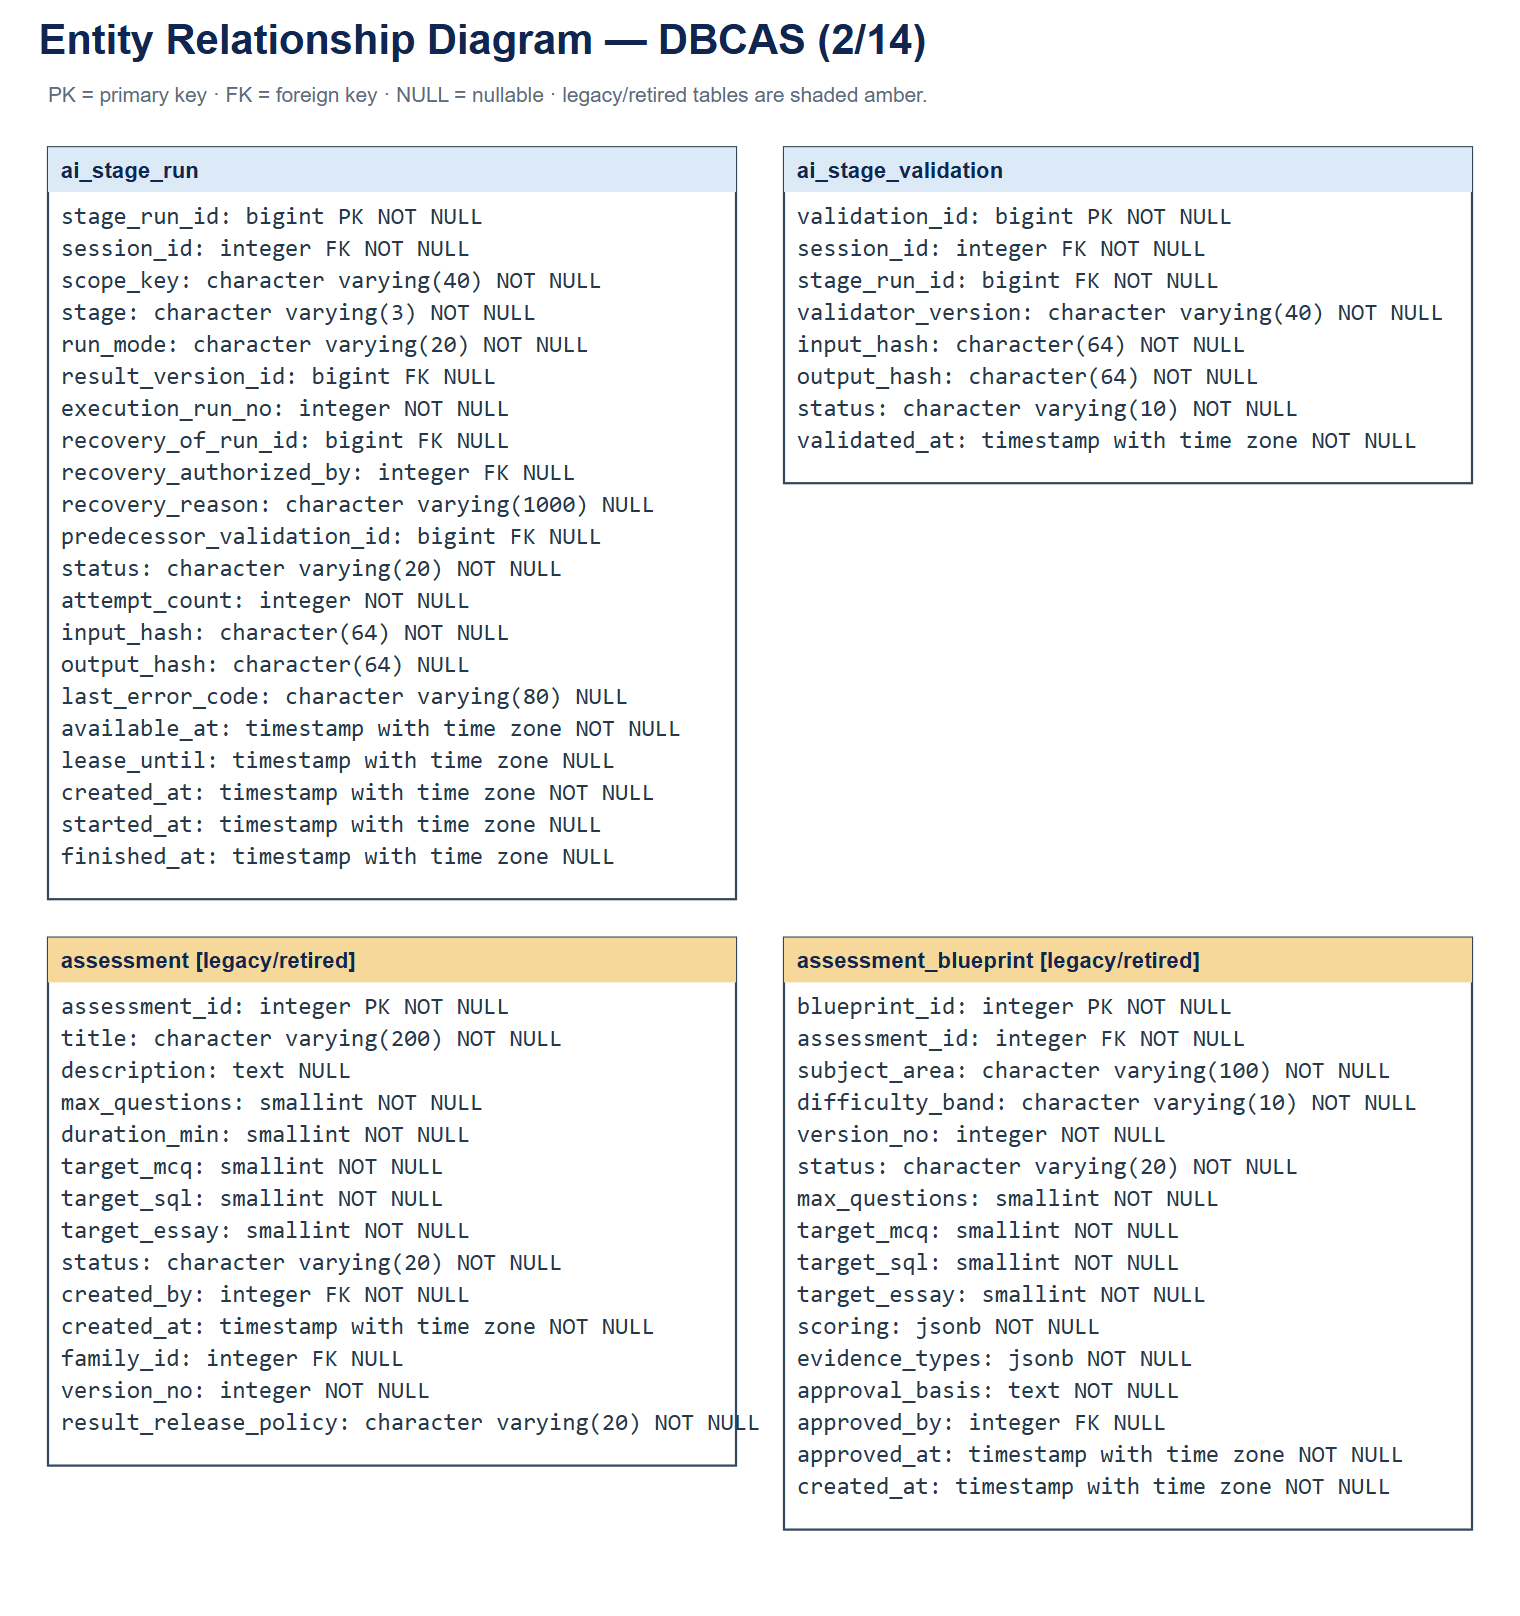 Entity Relationship Diagram — DBCAS (2/14)
PK = primary key · FK = foreign key · NULL = nullable · legacy/retired tables are shaded amber.
ai_stage_run
stage_run_id: bigint PK NOT NULL
session_id: integer FK NOT NULL
scope_key: character varying(40) NOT NULL
stage: character varying(3) NOT NULL
run_mode: character varying(20) NOT NULL
result_version_id: bigint FK NULL
execution_run_no: integer NOT NULL
recovery_of_run_id: bigint FK NULL
recovery_authorized_by: integer FK NULL
recovery_reason: character varying(1000) NULL
predecessor_validation_id: bigint FK NULL
status: character varying(20) NOT NULL
attempt_count: integer NOT NULL
input_hash: character(64) NOT NULL
output_hash: character(64) NULL
last_error_code: character varying(80) NULL
available_at: timestamp with time zone NOT NULL
lease_until: timestamp with time zone NULL
created_at: timestamp with time zone NOT NULL
started_at: timestamp with time zone NULL
finished_at: timestamp with time zone NULL
ai_stage_validation
validation_id: bigint PK NOT NULL
session_id: integer FK NOT NULL
stage_run_id: bigint FK NOT NULL
validator_version: character varying(40) NOT NULL
input_hash: character(64) NOT NULL
output_hash: character(64) NOT NULL
status: character varying(10) NOT NULL
validated_at: timestamp with time zone NOT NULL
assessment [legacy/retired]
assessment_id: integer PK NOT NULL
title: character varying(200) NOT NULL
description: text NULL
max_questions: smallint NOT NULL
duration_min: smallint NOT NULL
target_mcq: smallint NOT NULL
target_sql: smallint NOT NULL
target_essay: smallint NOT NULL
status: character varying(20) NOT NULL
created_by: integer FK NOT NULL
created_at: timestamp with time zone NOT NULL
family_id: integer FK NULL
version_no: integer NOT NULL
result_release_policy: character varying(20) NOT NULL
assessment_blueprint [legacy/retired]
blueprint_id: integer PK NOT NULL
assessment_id: integer FK NOT NULL
subject_area: character varying(100) NOT NULL
difficulty_band: character varying(10) NOT NULL
version_no: integer NOT NULL
status: character varying(20) NOT NULL
max_questions: smallint NOT NULL
target_mcq: smallint NOT NULL
target_sql: smallint NOT NULL
target_essay: smallint NOT NULL
scoring: jsonb NOT NULL
evidence_types: jsonb NOT NULL
approval_basis: text NOT NULL
approved_by: integer FK NULL
approved_at: timestamp with time zone NOT NULL
created_at: timestamp with time zone NOT NULL